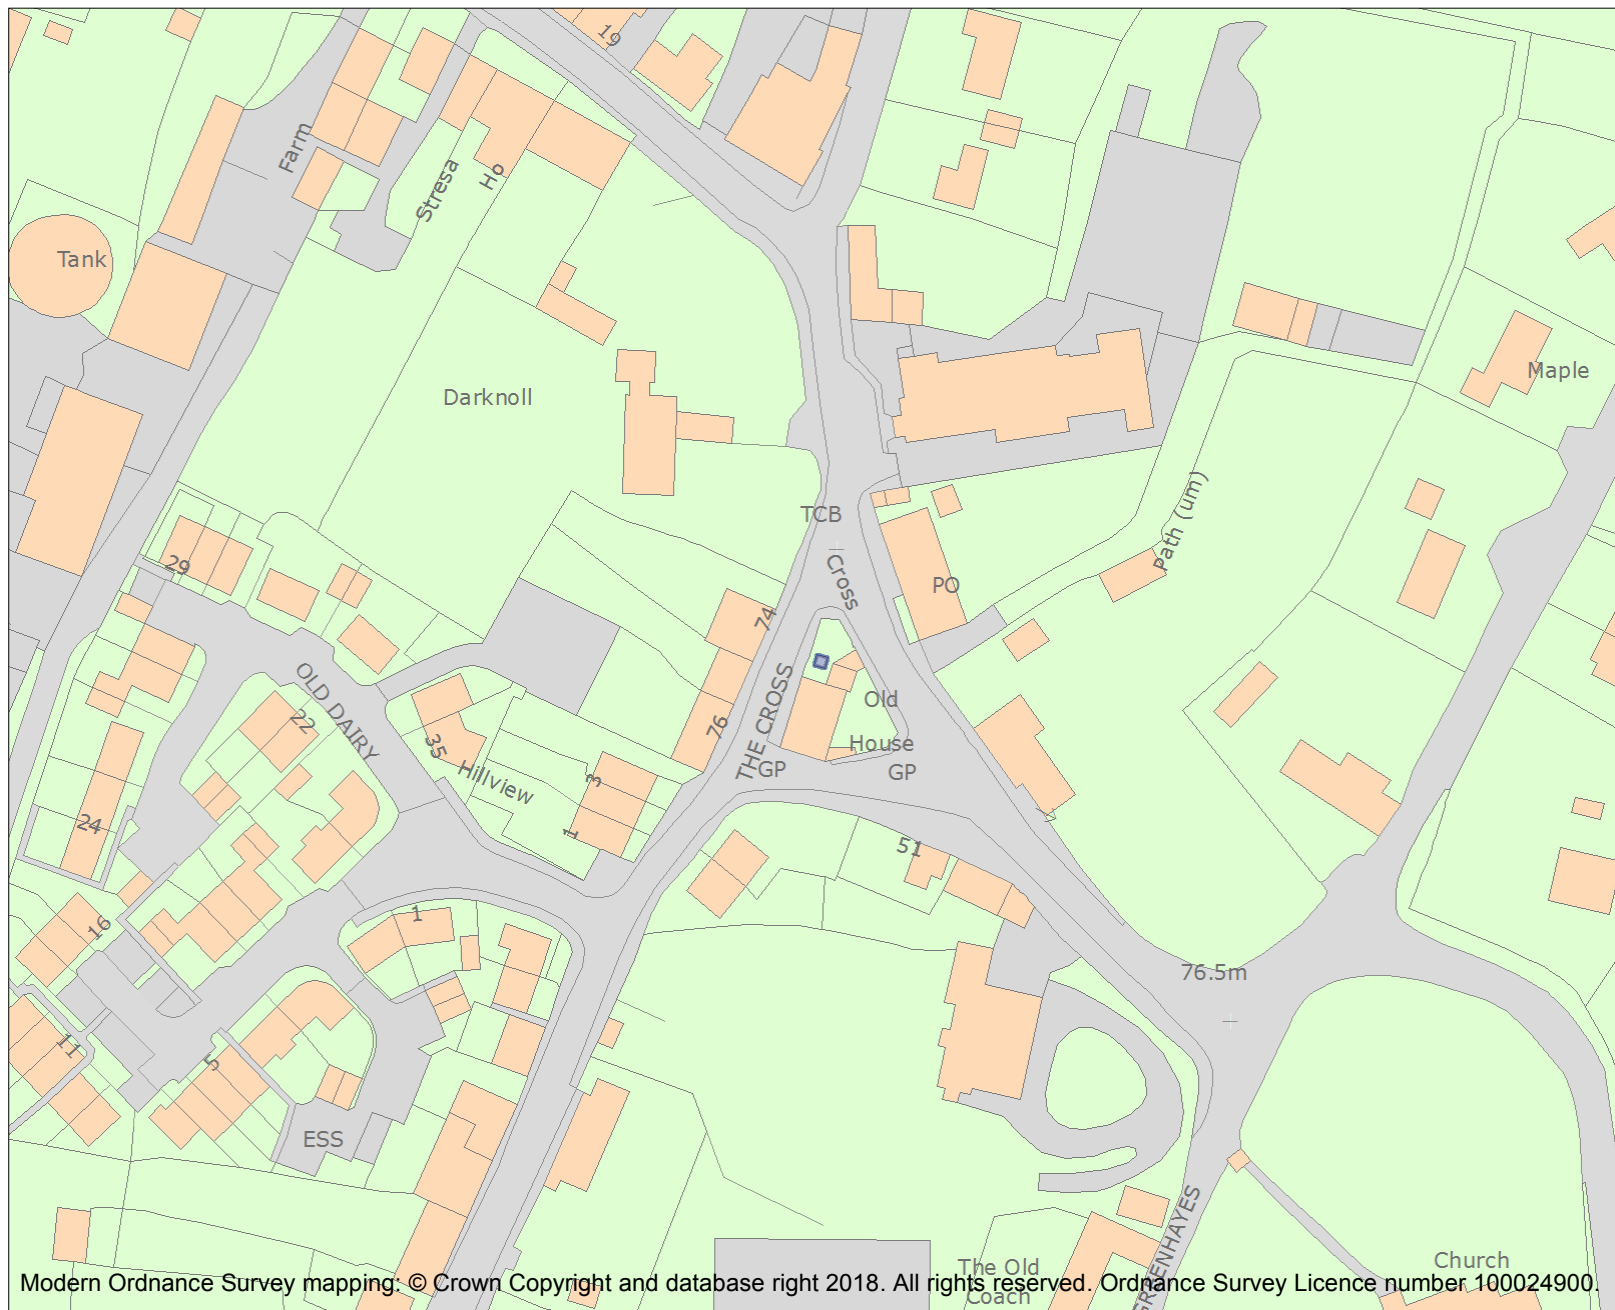 19
Farm
Stresa
Ho
Tank
Darknoll
Maple
TCB
Cross
PO
Path (um)
29
74
THE CROSS
Old
House
76
GP
GP
OLD DAIRY
22
35
Hillview
3
1
24
51
16
1
76.5m
11
5
ESS
GREENHAYES
The Old
Coach
Church
Modern Ordnance Survey mapping: © Crown Copyright and database right 2018. All rights reserved. Ordnance Survey Licence number 100024900.